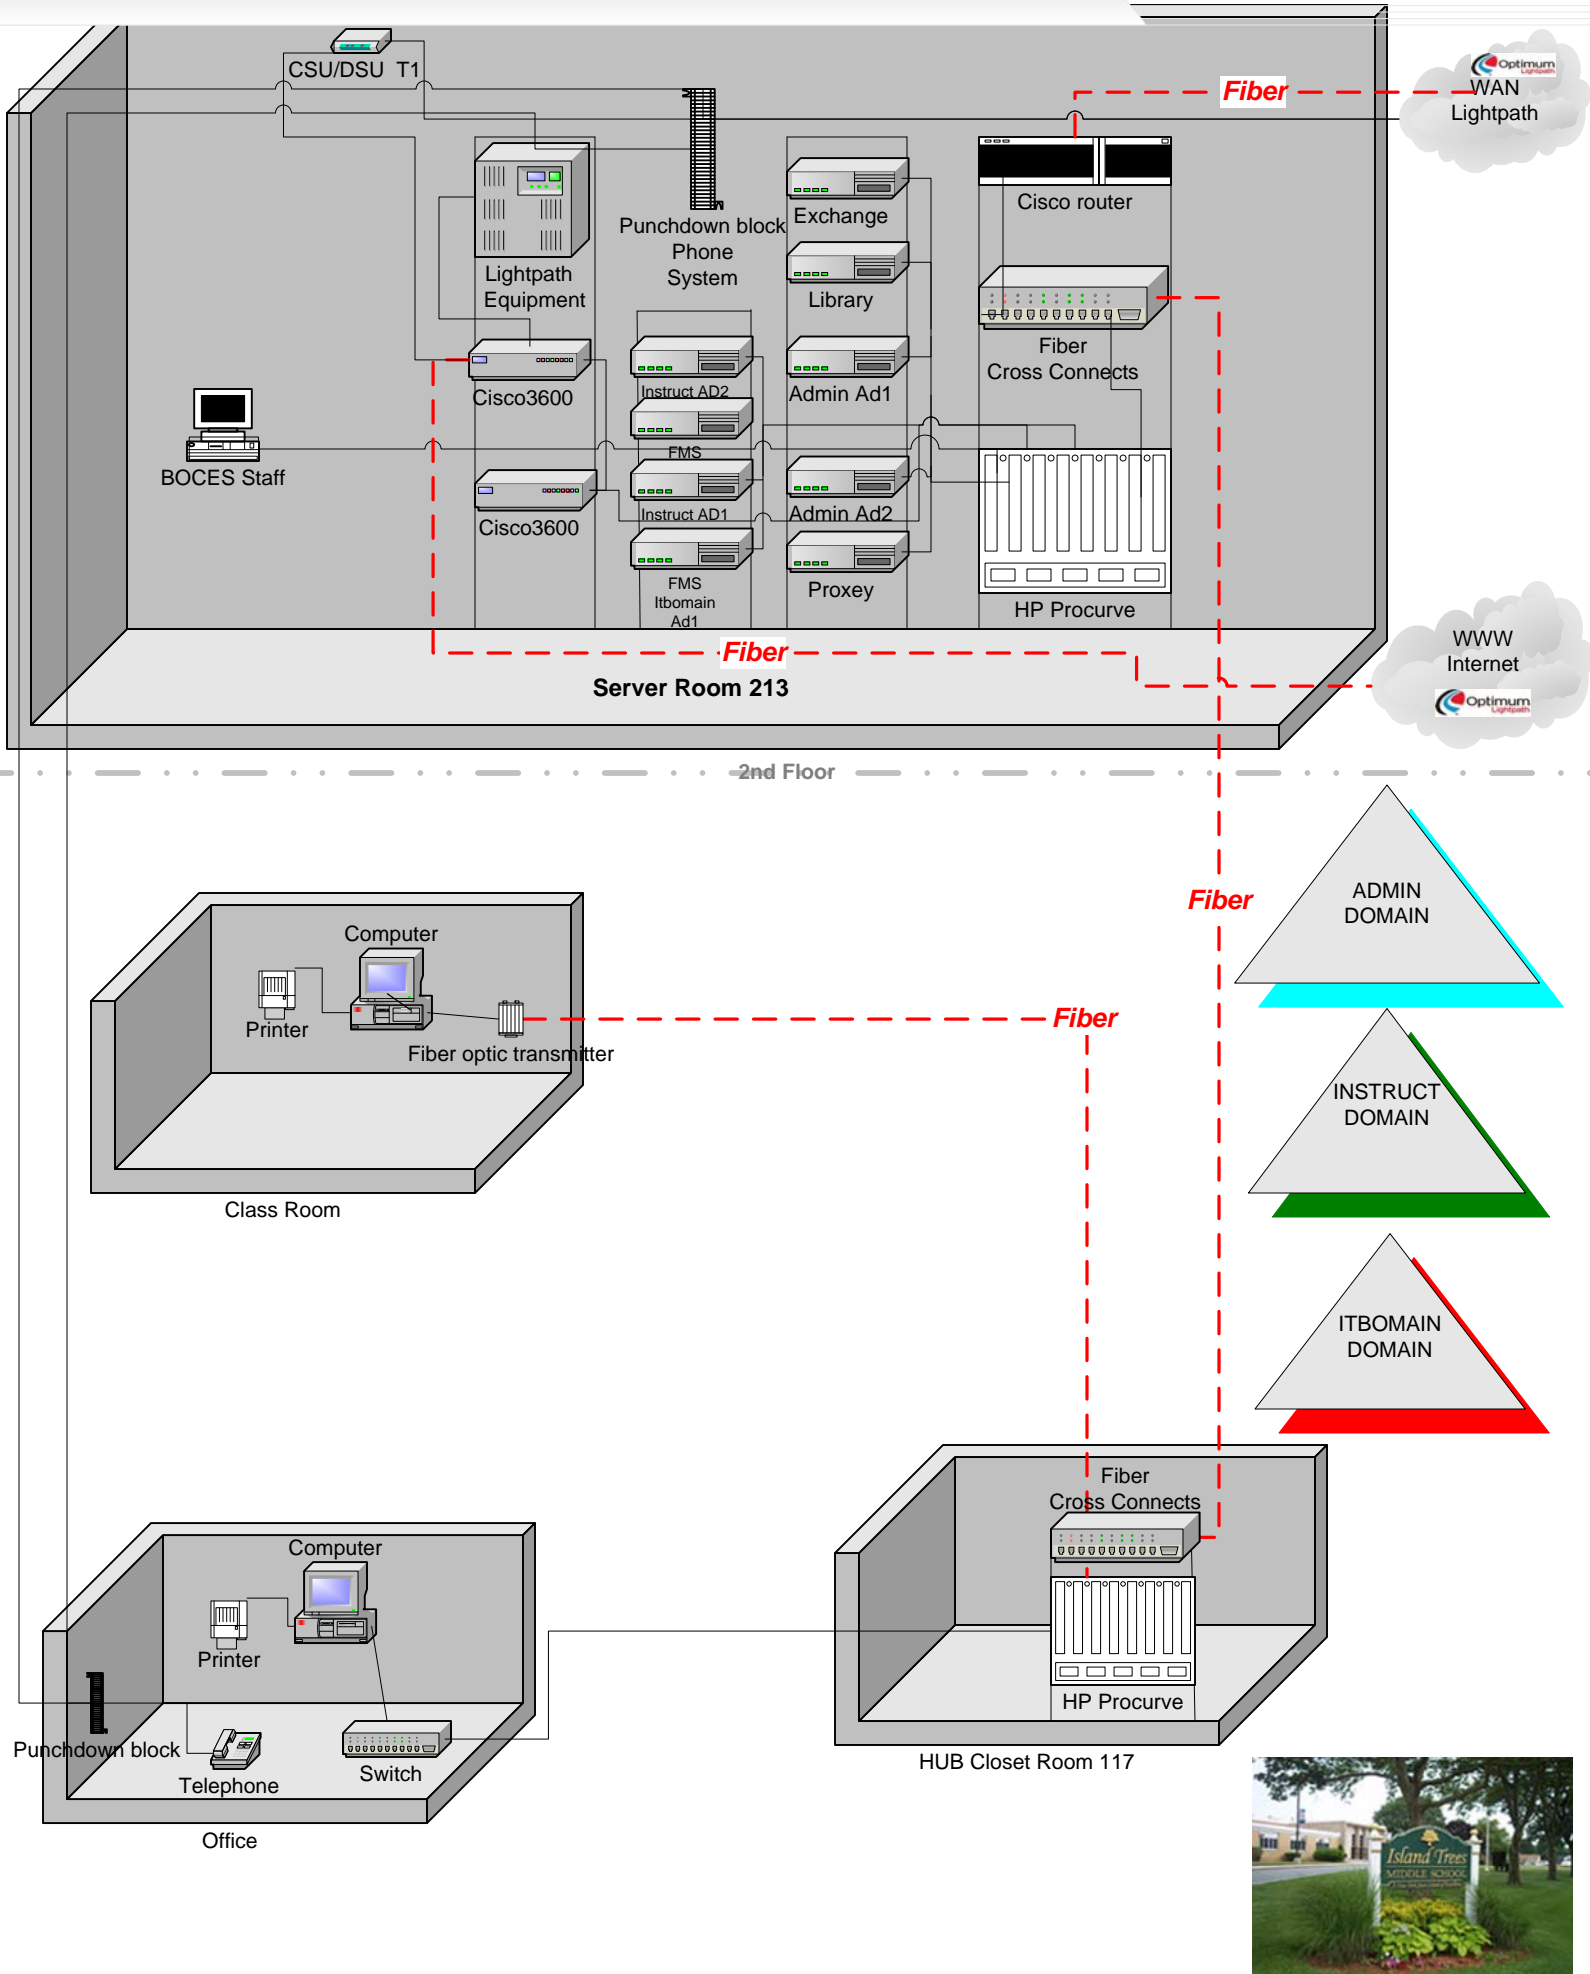 CSU/DSU T1
Fiber
Optimum
Lightpath
WAN
Lightpath
Cisco router
Exchange
Punchdown block
Phone
System
Lightpath
Equipment
Library
Fiber
Cross Connects
Instruct AD2
Admin Ad1
Cisco3600
FMS
BOCES Staff
Instruct AD1
Admin Ad2
Cisco3600
FMS
Itbomain
Ad1
Proxey
HP Procurve
Fiber
Server Room 213
WWW
Internet
Optimum
Lightpath
2nd Floor
ADMIN
DOMAIN
Fiber
Computer
Printer
Fiber optic transmitter
Fiber
Class Room
INSTRUCT
DOMAIN
ITBOMAIN
DOMAIN
Fiber
Cross Connects
HP Procurve
HUB Closet Room 117
Computer
Printer
Punchdown block
Telephone
Switch
Office
Island Trees
MIDDLE SCHOOL